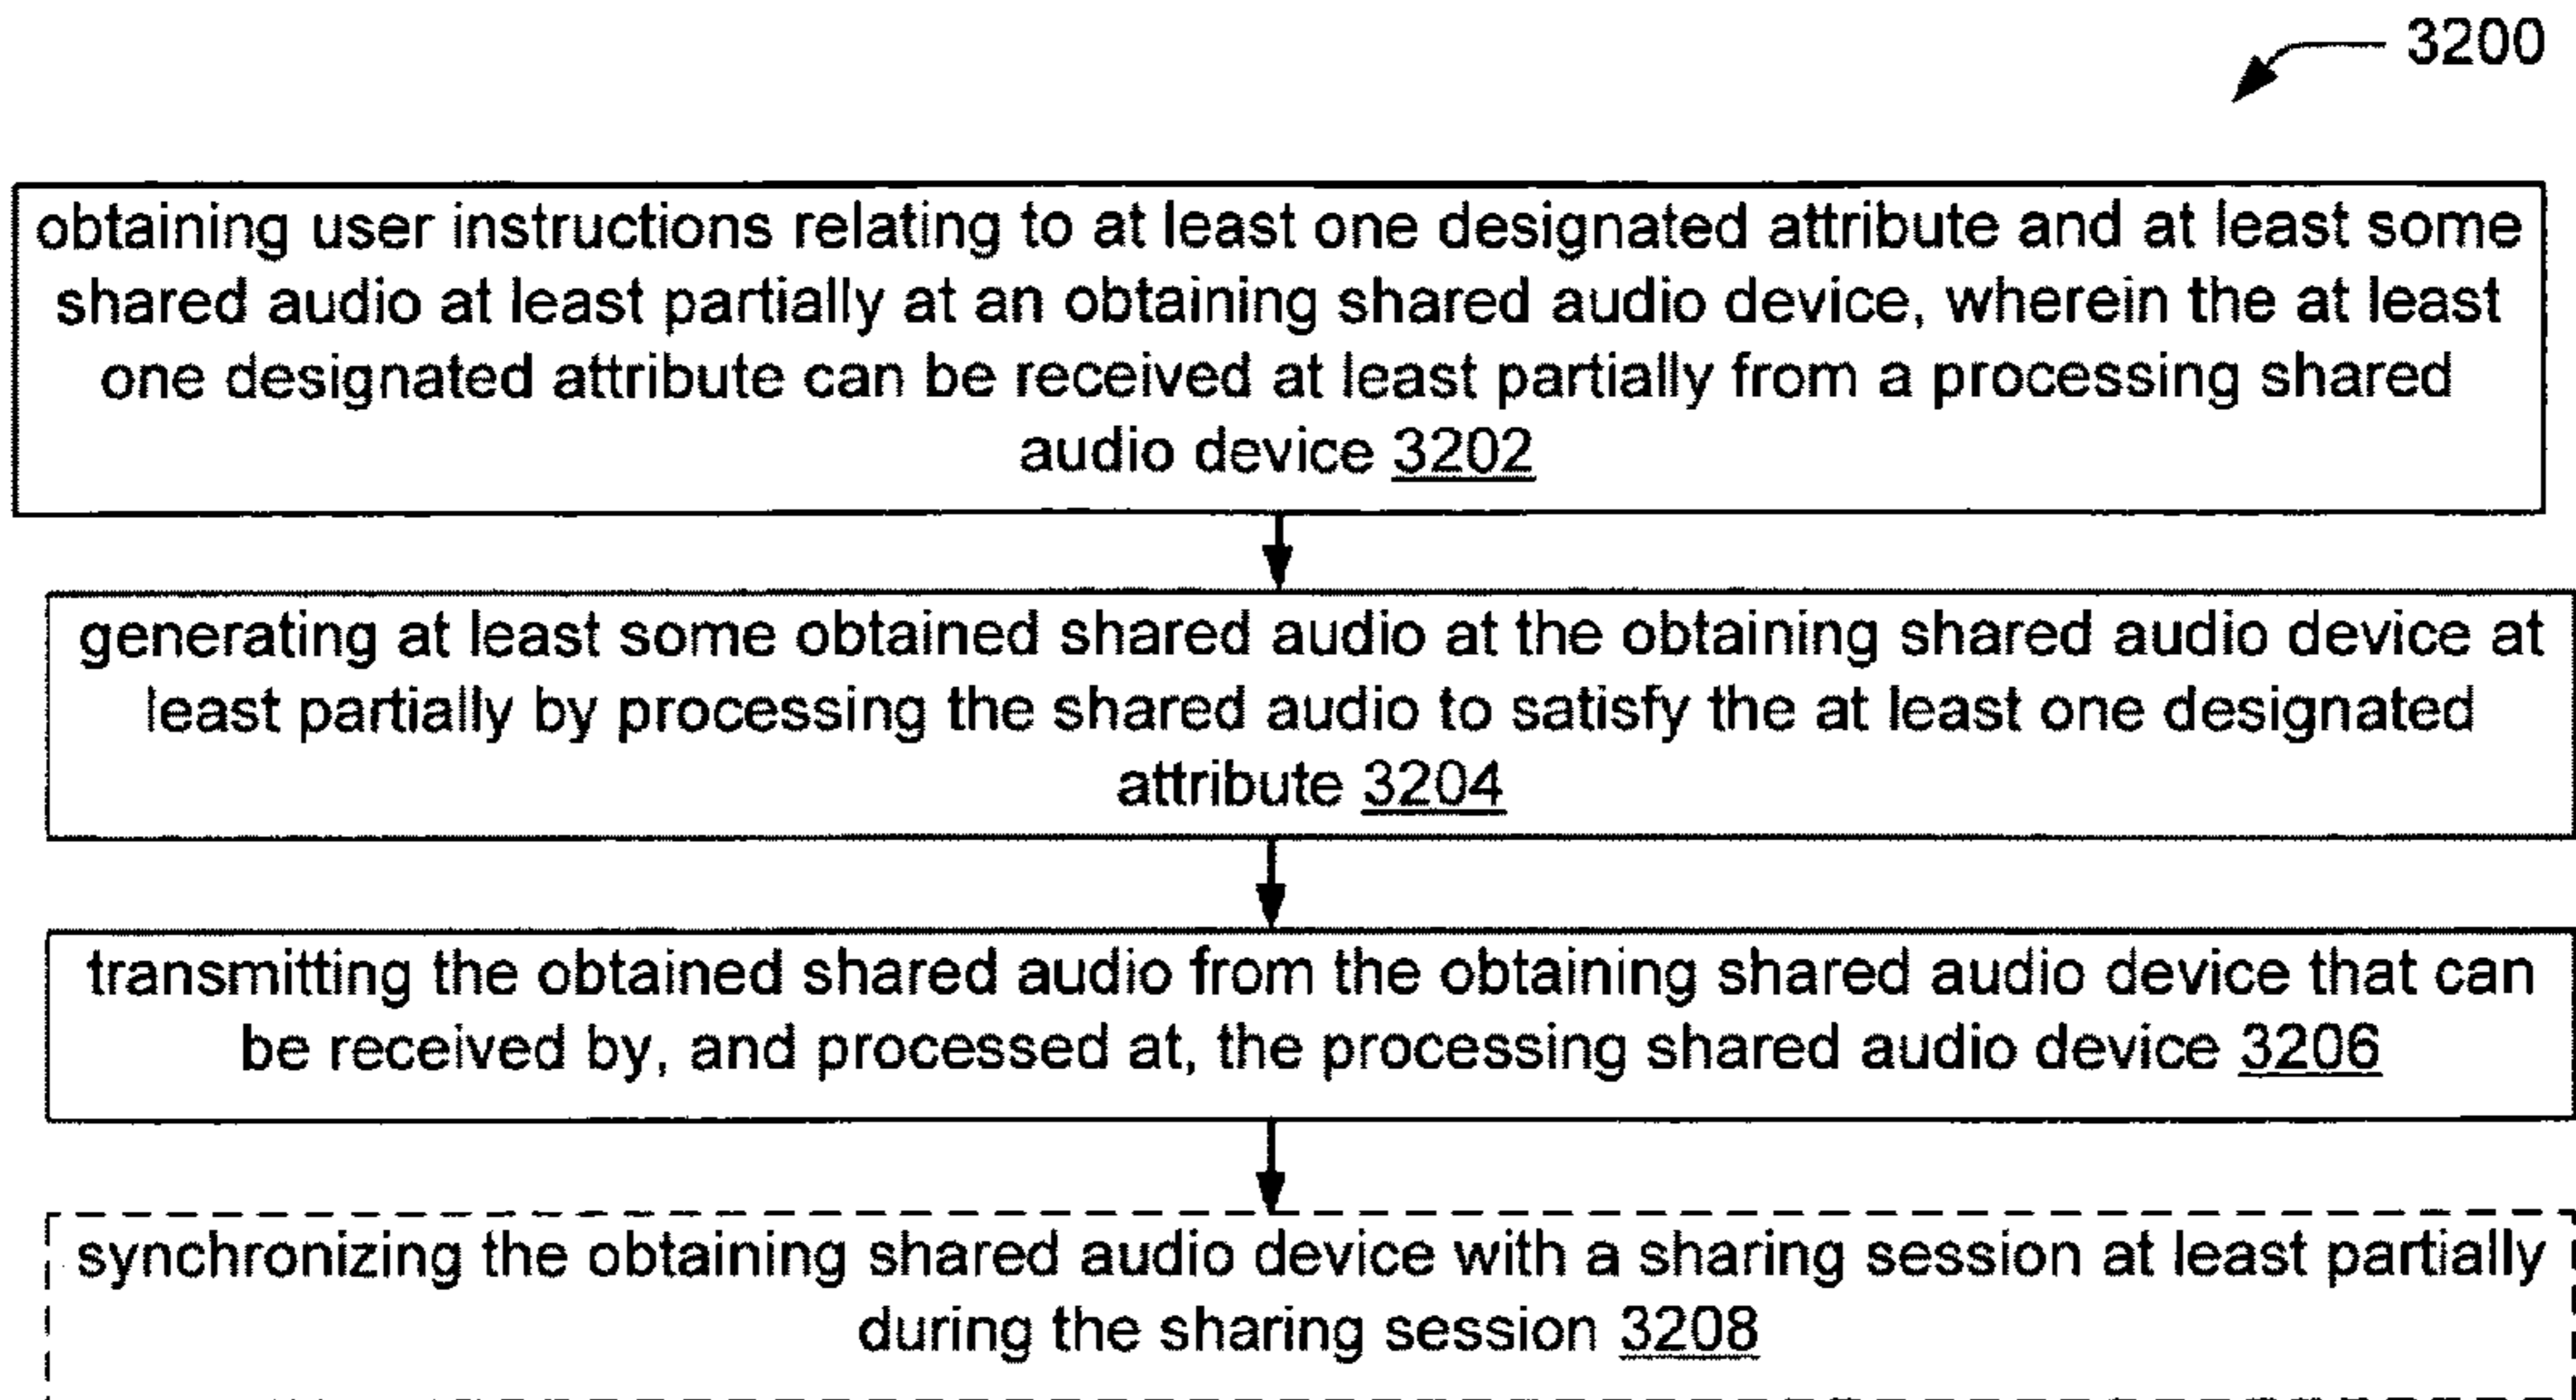 3200
obtaining user instructions relating to at least one designated attribute and at least some
shared audio at least partially at an obtaining shared audio device, wherein the at least
one designated attribute can be received at least partially from a processing shared
audio device 3202
generating at least some obtained shared audio at the obtaining shared audio device at
least partially by processing the shared audio to satisfy the at least one designated
attribute 3204
transmitting the obtained shared audio from the obtaining shared audio device that can
be received by, and processed at, the processing shared audio device 3206
synchronizing the obtaining shared audio device with a sharing session at least partially
during the sharing session 3208